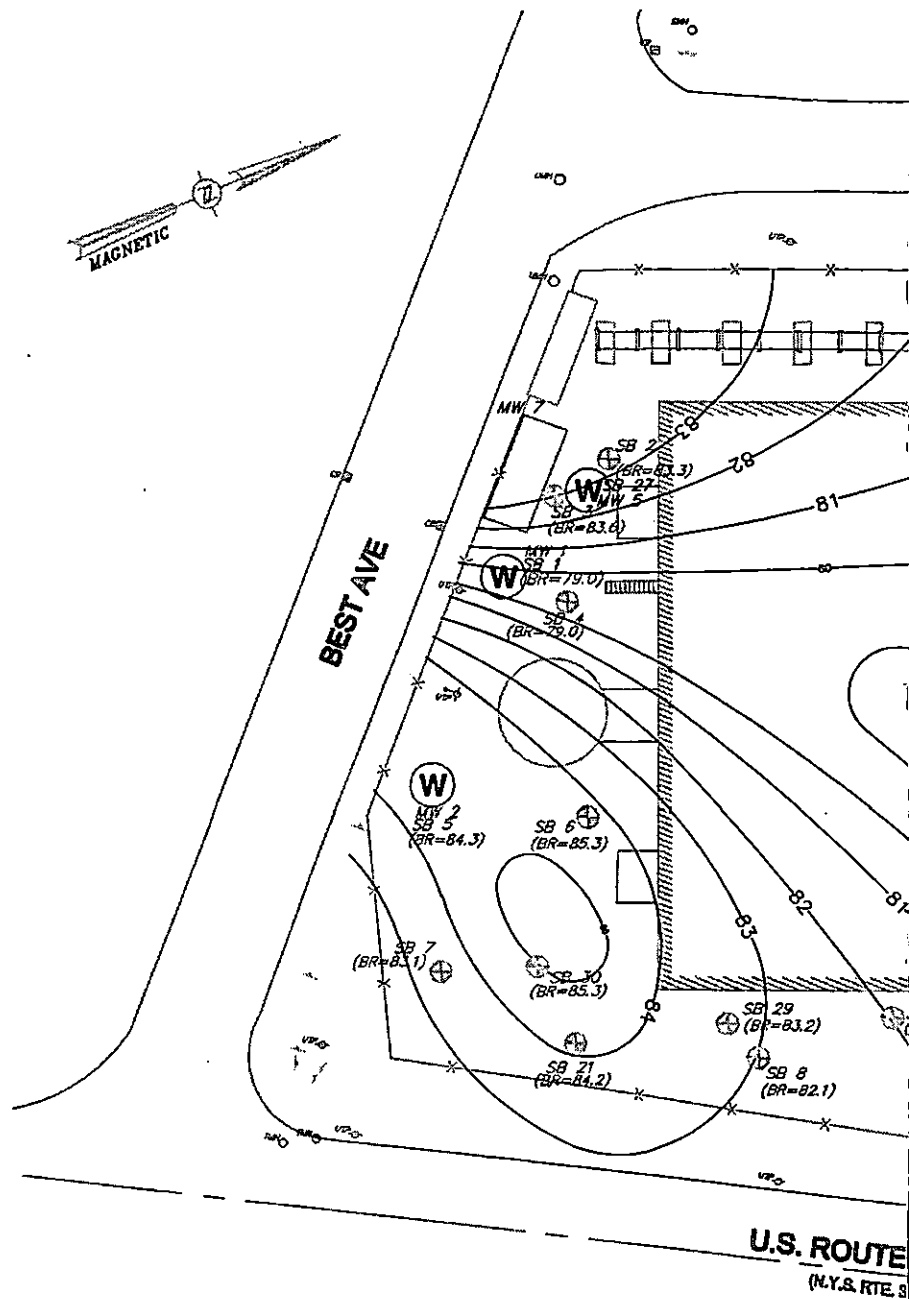 MAGNETIC
BEST AVE
MW 7
SB 2
(BR=83.3)
83
82
SB 27
MW 5
W
SB 3
(BR=83.6)
81
MW 1
SB 1
(BR=79.0)
W
SB 4
(BR=79.0)
W
MW 2
SB 5
(BR=84.3)
SB 6
(BR=85.3)
82
81
83
SB 7
SB 30
(BR=85.3)
84
SB 29
(BR=83.2)
SB 21
(BR=84.2)
SB 8
(BR=82.1)
U.S. ROUTE
(N.Y.S. RTE. 3